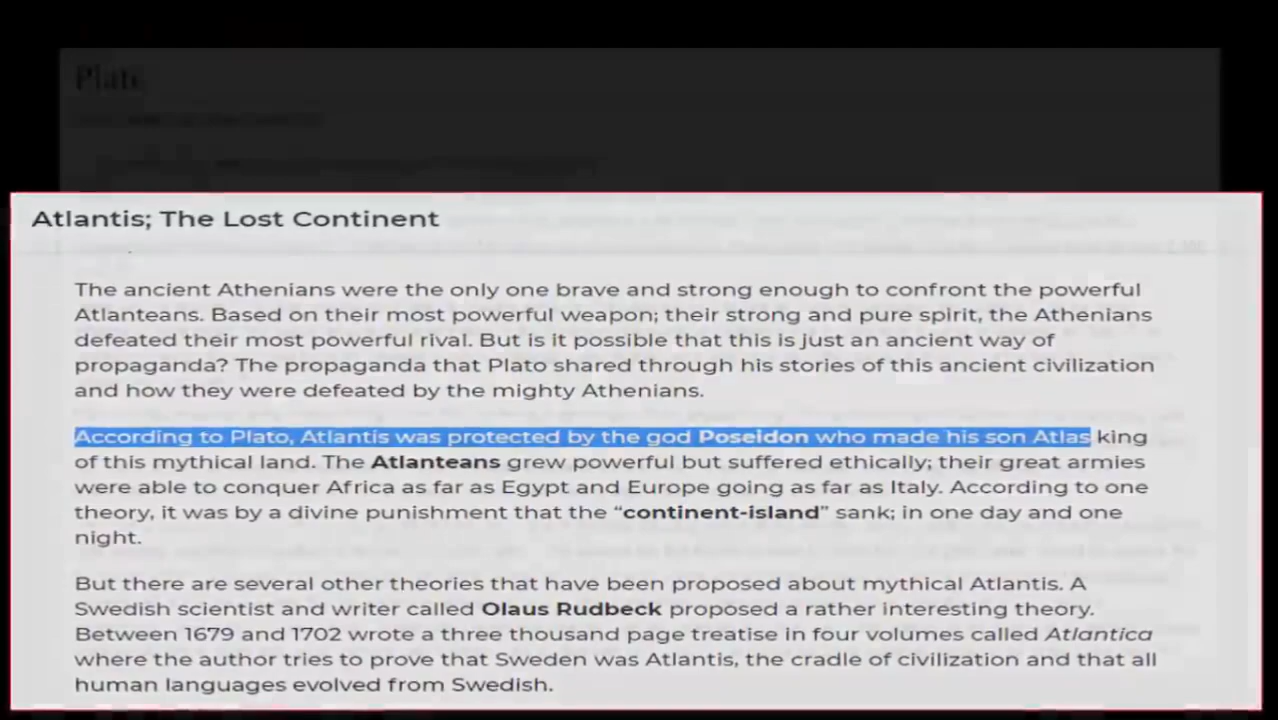 Atlantis; The Lost Continent
The ancient Athenians were the only one brave and strong enough to confront the powerful
Atlanteans. Based on their most powerful weapon; their strong and pure spirit, the Athenians
defeated their most powerful rival. But is it possible that this is just an ancient way of
propaganda? The propaganda that Plato shared through his stories of this ancient civilization
and how they were defeated by the mighty Athenians.
According to Plato, Atlantis was protected by the god Poseidon who made his son Atlas king
of this mythical land. The Atlanteans grew powerful but suffered ethically; their great armies
were able to conquer Africa as far as Egypt and Europe going as far as Italy. According to one
theory, it was by a divine punishment that the “continent-island” sank; in one day and one
night.
But there are several other theories that have been proposed about mythical Atlantis. A
Swedish scientist and writer called Olaus Rudbeck proposed a rather interesting theory.
Between 1679 and 1702 wrote a three thousand page treatise in four volumes called Atlantica
where the author tries to prove that Sweden was Atlantis, the cradle of civilization and that all
human languages evolved from Swedish.